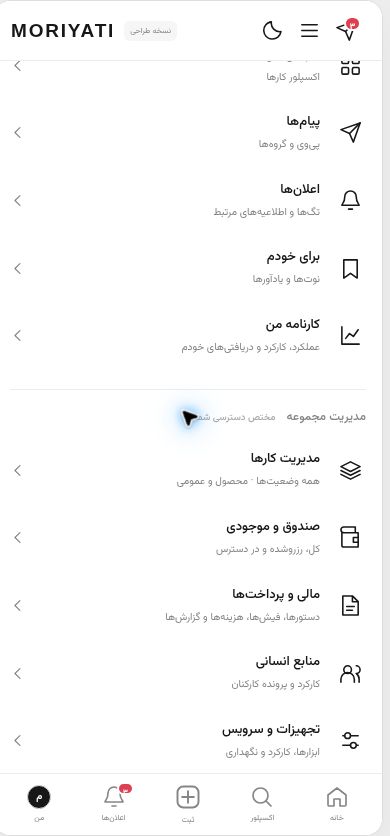 MORIYATI نسخه طراحی ۳
اکسپلور کارها
پیام‌ها
پی‌وی و گروه‌ها
اعلان‌ها
تگ‌ها و اطلاعیه‌های مرتبط
برای خودم
نوت‌ها و یادآورها
کارنامه من
عملکرد، کارکرد و دریافتی‌های خودم
مدیریت مجموعه مختص دسترسی
مدیریت کارها
همه وضعیت‌ها · محصول و عمومی
صندوق و موجودی
کل، رزروشده و در دسترس
مالی و پرداخت‌ها
دستورها، فیش‌ها، هزینه‌ها و گزارش‌ها
منابع انسانی
کارکرد و پرونده کارکنان
تجهیزات و سرویس
ابزارها، کارکرد و نگهداری
خانه اکسپلور ثبت اعلان‌ها ۳ من م